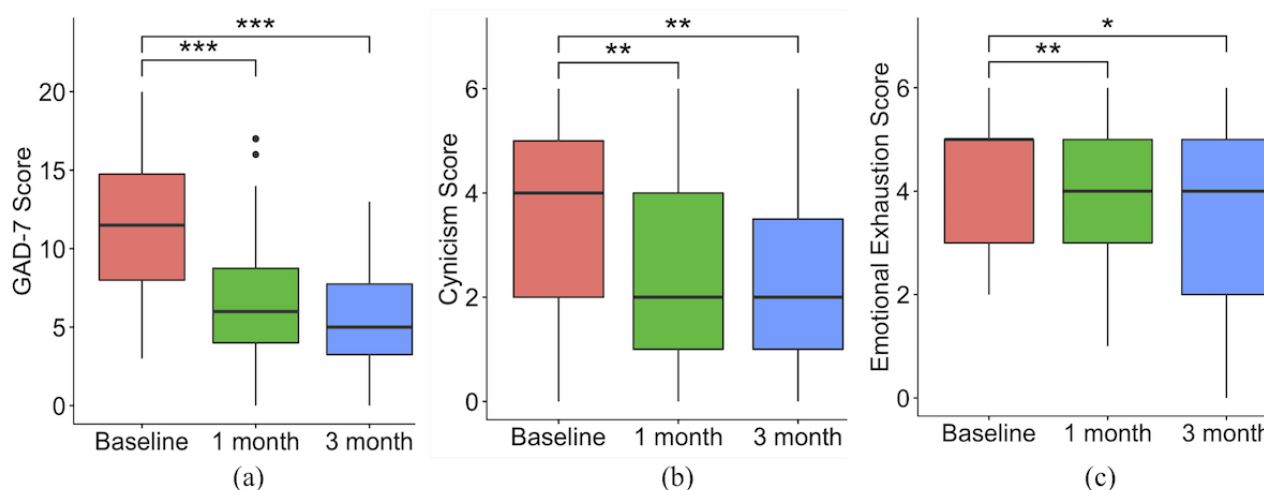 GAD-7 Score
20
15
10
5
0
***
***
Baseline 1 month 3 month
(a)
Cynicism Score
6
4
2
0
**
**
Baseline 1 month 3 month
(b)
Emotional Exhaustion Score
6
4
2
0
*
**
Baseline 1 month 3 month
(c)